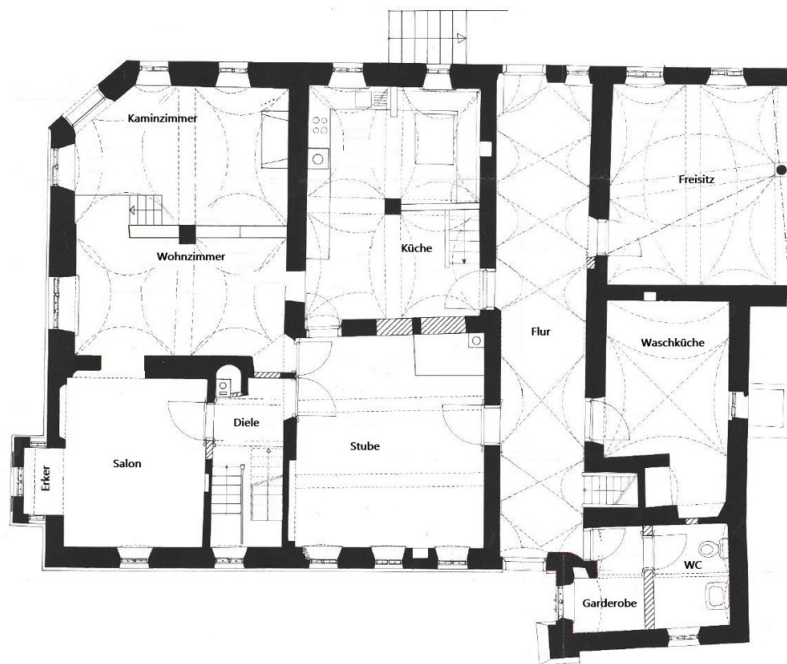 Kaminzimmer
Freisitz
Küche
Wohnzimmer
Flur
Waschküche
Diele
Stube
Salon
Erker
WC
Garderobe